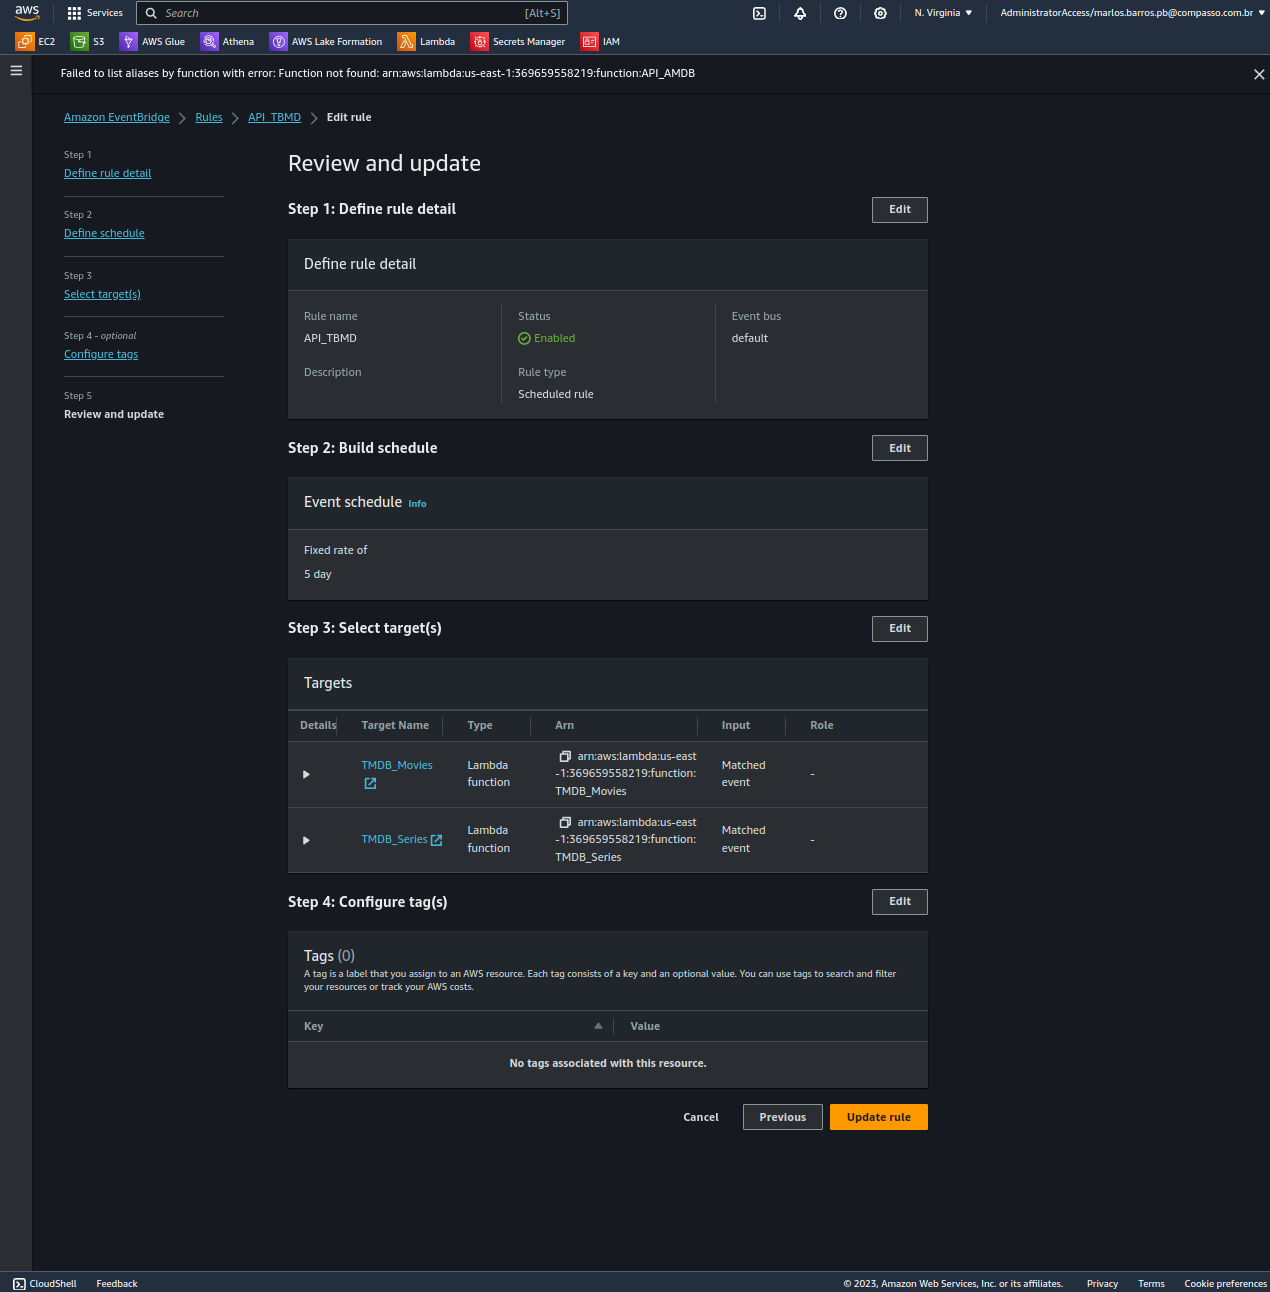 aws
Services
Search
[Alt+S]
N. Virginia
AdministratorAccess/marlos.barros.pb@compasso.com.br
EC2
S3
AWS Glue
Athena
AWS Lake Formation
Lambda
Secrets Manager
IAM
Failed to list aliases by function with error: Function not found: arn:aws:lambda:us-east-1:369659558219:function:API_AMDB
Amazon EventBridge
Rules
API_TBMD
Edit rule
Step 1
Define rule detail
Step 2
Define schedule
Step 3
Select target(s)
Step 4 - optional
Configure tags
Step 5
Review and update
Review and update
Step 1: Define rule detail
Edit
Define rule detail
Rule name
API_TBMD
Description
Status
Enabled
Rule type
Scheduled rule
Event bus
default
Step 2: Build schedule
Edit
Event schedule Info
Fixed rate of
5 day
Step 3: Select target(s)
Edit
Targets
Details
Target Name
Type
Arn
Input
Role
TMDB_Movies
Lambda
function
arn:aws:lambda:us-east
-1:369659558219:function:
TMDB_Movies
Matched
event
-
TMDB_Series
Lambda
function
arn:aws:lambda:us-east
-1:369659558219:function:
TMDB_Series
Matched
event
-
Step 4: Configure tag(s)
Edit
Tags (0)
A tag is a label that you assign to an AWS resource. Each tag consists of a key and an optional value. You can use tags to search and filter
your resources or track your AWS costs.
Key
Value
No tags associated with this resource.
Cancel
Previous
Update rule
CloudShell
Feedback
© 2023, Amazon Web Services, Inc. or its affiliates.
Privacy
Terms
Cookie preferences